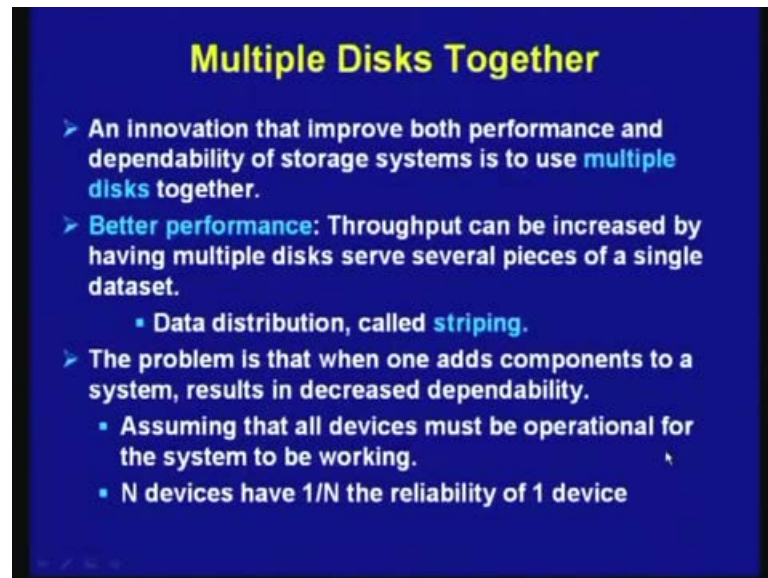 Multiple Disks Together
➢ An innovation that improve both performance and
dependability of storage systems is to use multiple
disks together.
➢ Better performance: Throughput can be increased by
having multiple disks serve several pieces of a single
dataset.
▪ Data distribution, called striping.
➢ The problem is that when one adds components to a
system, results in decreased dependability.
▪ Assuming that all devices must be operational for
the system to be working.
▪ N devices have 1/N the reliability of 1 device